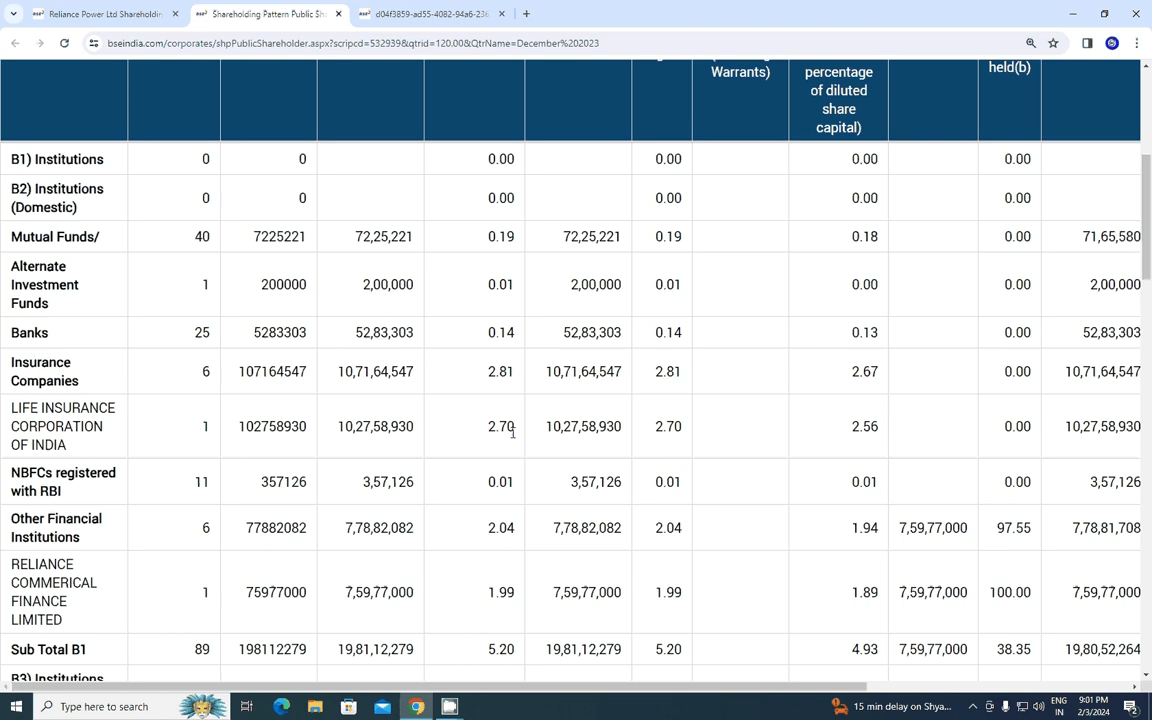 Reliance Power Ltd Shareholdin
Shareholding Pattern Public Sha
d04f3859-ad55-4082-94a6-236
bseindia.com/corporates/shpPublicShareholder.aspx?scripcd=532939&qtrid=120.00&QtrName=December%202023
Warrants)
percentage
of diluted
share
capital)
held(b)
B1) Institutions 0 0 0.00 0.00 0.00 0.00
B2) Institutions
(Domestic) 0 0 0.00 0.00 0.00 0.00
Mutual Funds/ 40 7225221 72,25,221 0.19 72,25,221 0.19 0.18 0.00 71,65,580
Alternate
Investment
Funds 1 200000 2,00,000 0.01 2,00,000 0.01 0.00 0.00 2,00,000
Banks 25 5283303 52,83,303 0.14 52,83,303 0.14 0.13 0.00 52,83,303
Insurance
Companies 6 107164547 10,71,64,547 2.81 10,71,64,547 2.81 2.67 0.00 10,71,64,547
LIFE INSURANCE
CORPORATION
OF INDIA 1 102758930 10,27,58,930 2.70 10,27,58,930 2.70 2.56 0.00 10,27,58,930
NBFCs registered
with RBI 11 357126 3,57,126 0.01 3,57,126 0.01 0.01 0.00 3,57,126
Other Financial
Institutions 6 77882082 7,78,82,082 2.04 7,78,82,082 2.04 1.94 7,59,77,000 97.55 7,78,81,708
RELIANCE
COMMERICAL
FINANCE
LIMITED 1 75977000 7,59,77,000 1.99 7,59,77,000 1.99 1.89 7,59,77,000 100.00 7,59,77,000
Sub Total B1 89 198112279 19,81,12,279 5.20 19,81,12,279 5.20 4.93 7,59,77,000 38.35 19,80,52,264
B3) Institutions
Type here to search
15 min delay on Shya...
ENG
IN
9:01 PM
2/3/2024
2